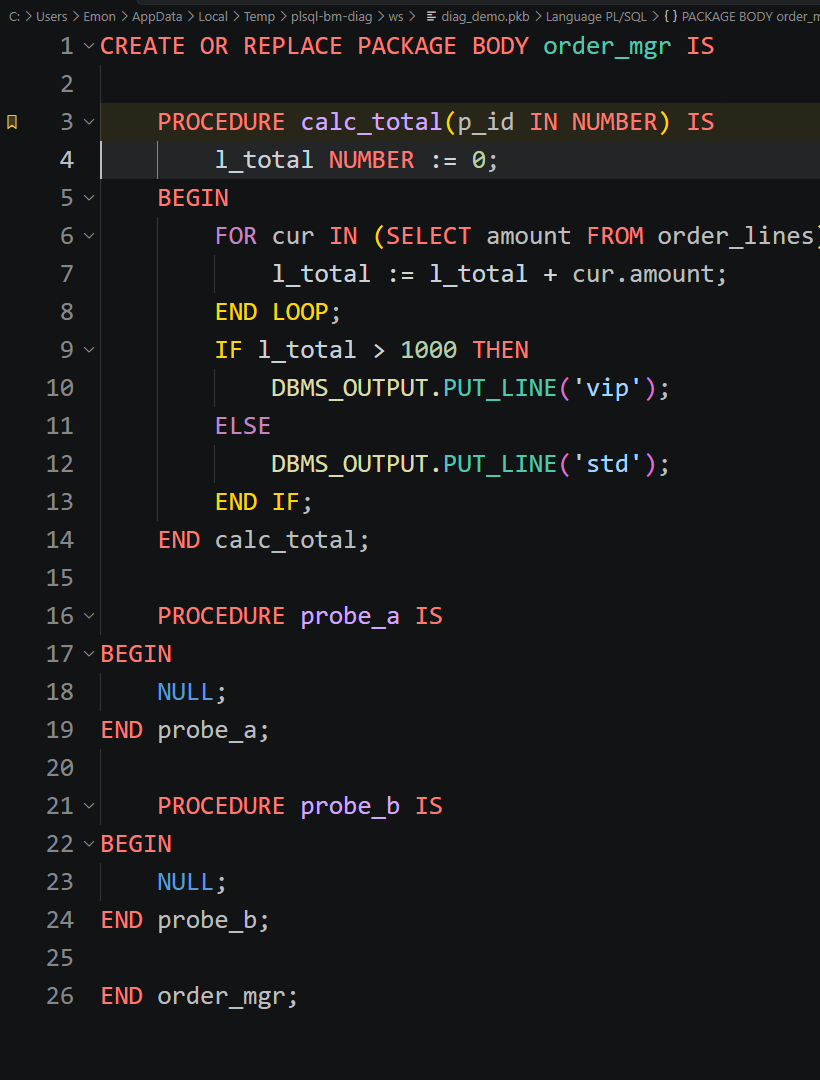 C: > Users > Emon > AppData > Local > Temp > plsql-bm-diag > ws > diag_demo.pkb > Language PL/SQL > {} PACKAGE BODY order_m
1 CREATE OR REPLACE PACKAGE BODY order_mgr IS
2
3 PROCEDURE calc_total(p_id IN NUMBER) IS
4 l_total NUMBER := 0;
5 BEGIN
6 FOR cur IN (SELECT amount FROM order_lines)
7 l_total := l_total + cur.amount;
8 END LOOP;
9 IF l_total > 1000 THEN
10 DBMS_OUTPUT.PUT_LINE('vip');
11 ELSE
12 DBMS_OUTPUT.PUT_LINE('std');
13 END IF;
14 END calc_total;
15
16 PROCEDURE probe_a IS
17 BEGIN
18 NULL;
19 END probe_a;
20
21 PROCEDURE probe_b IS
22 BEGIN
23 NULL;
24 END probe_b;
25
26 END order_mgr;